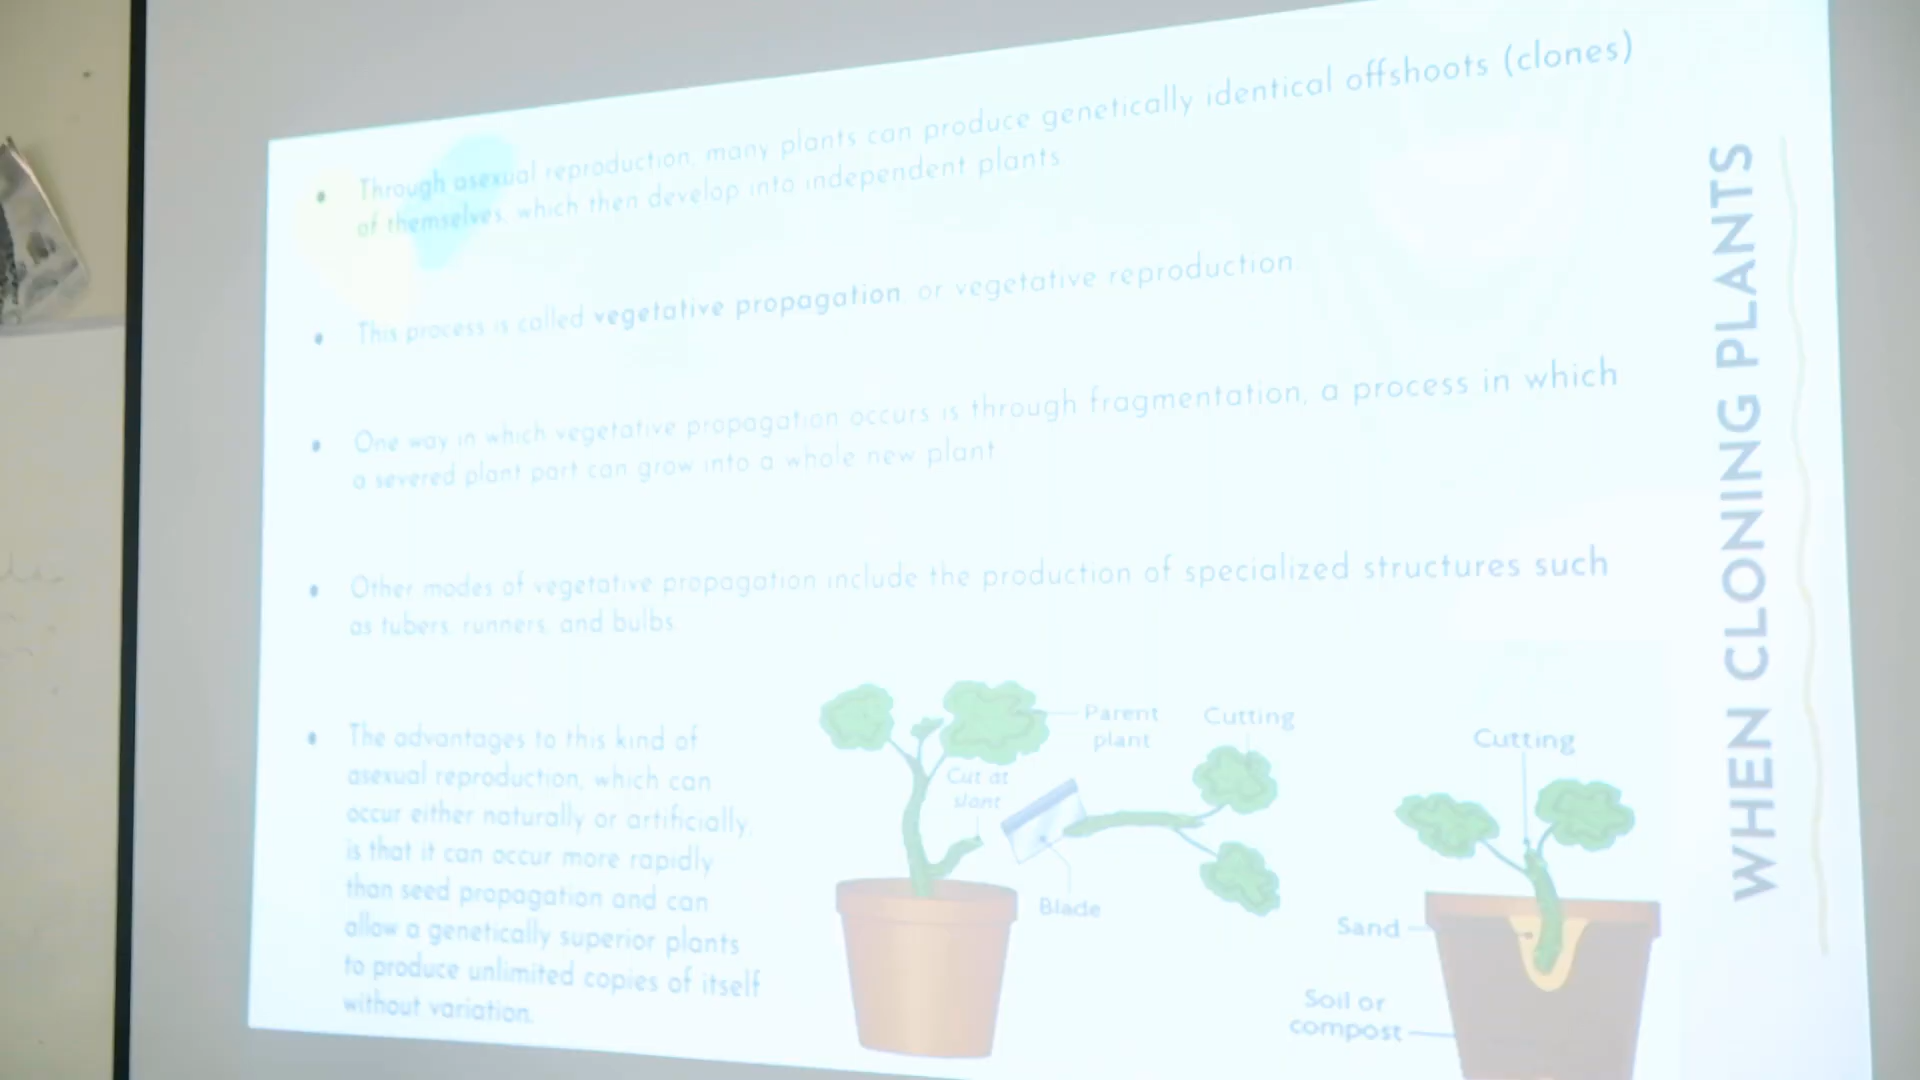 Through asexual reproduction, many plants can produce genetically identical offshoots (clones)
of themselves, which then develop into independent plants.
This process is called vegetative propagation, or vegetative reproduction.
One way in which vegetative propagation occurs is through fragmentation, a process in which
a severed plant part can grow into a whole new plant.
Other modes of vegetative propagation include the production of specialized structures such
as tubers, runners, and bulbs.
The advantages to this kind of
asexual reproduction, which can
occur either naturally or artificially,
is that it can occur more rapidly
than seed propagation and can
allow a genetically superior plants
to produce unlimited copies of itself
without variation.
Parent
plant
Cut at
slant
Cutting
Blade
Cutting
Sand
Soil or
compost
WHEN CLONING PLANTS